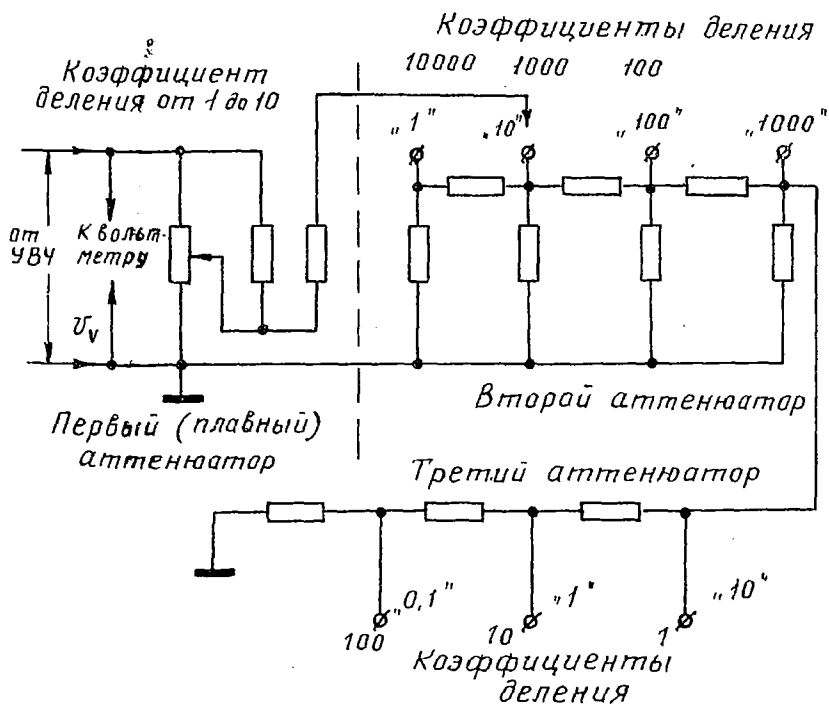 Коэффициенты деления
10000 1000 100
Коэффициент
деления от 1 до 10
„1" „10" „100" „1000"
от
УВЧ
К вольт-
метру
U_V
Второй аттенюатор
Первый (плавный)
аттенюатор
Третий аттенюатор
„0,1" „1" „10"
100 10 1
Коэффициенты
деления